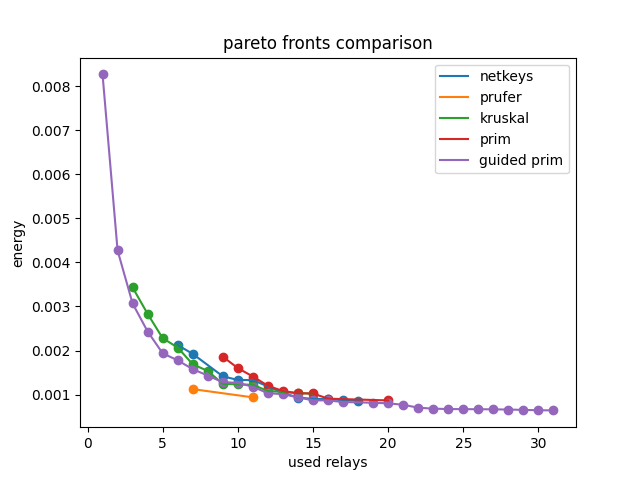 pareto fronts comparison
netkeys
prufer
kruskal
prim
guided prim
energy
0.008
0.007
0.006
0.005
0.004
0.003
0.002
0.001
0 5 10 15 20 25 30
used relays